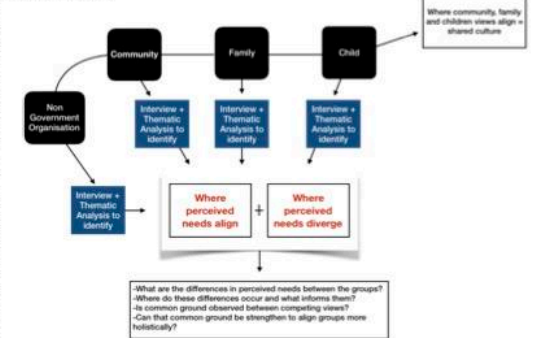 Where community, family
and children views align =
shared culture
Community
Family
Child
Non
Government
Organisation
Interview +
Thematic
Analysis to
identify
Interview +
Thematic
Analysis to
identify
Interview +
Thematic
Analysis to
identify
Interview +
Thematic
Analysis to
identify
Where
perceived
needs align
+
Where
perceived
needs diverge
-What are the differences in perceived needs between the groups?
-Where do these differences occur and what informs them?
-Is common ground observed between competing views?
-Can that common ground be strengthen to align groups more
holistically?